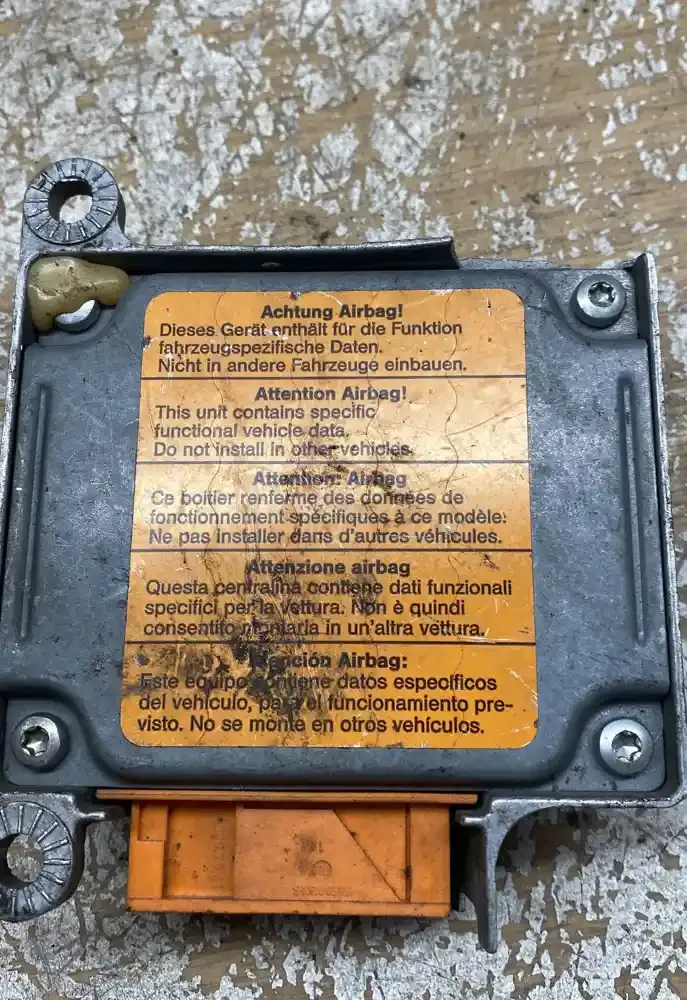 Achtung Airbag!
Dieses Gerät enthält für die Funktion
fahrzeugspezifische Daten.
Nicht in andere Fahrzeuge einbauen.
Attention Airbag!
This unit contains specific
functional vehicle data.
Do not install in other vehicles.
Attention: Airbag
Ce boîtier renferme des données de
fonctionnement spécifiques à ce modèle:
Ne pas installer dans d'autres véhicules.
Attenzione airbag
Questa centralina contiene dati funzionali
specifici per la vettura. Non è quindi
consentito montarla in un'altra vettura.
Atención Airbag:
Este equipo contiene datos específicos
del vehículo, para el funcionamiento pre-
visto. No se monte en otros vehículos.